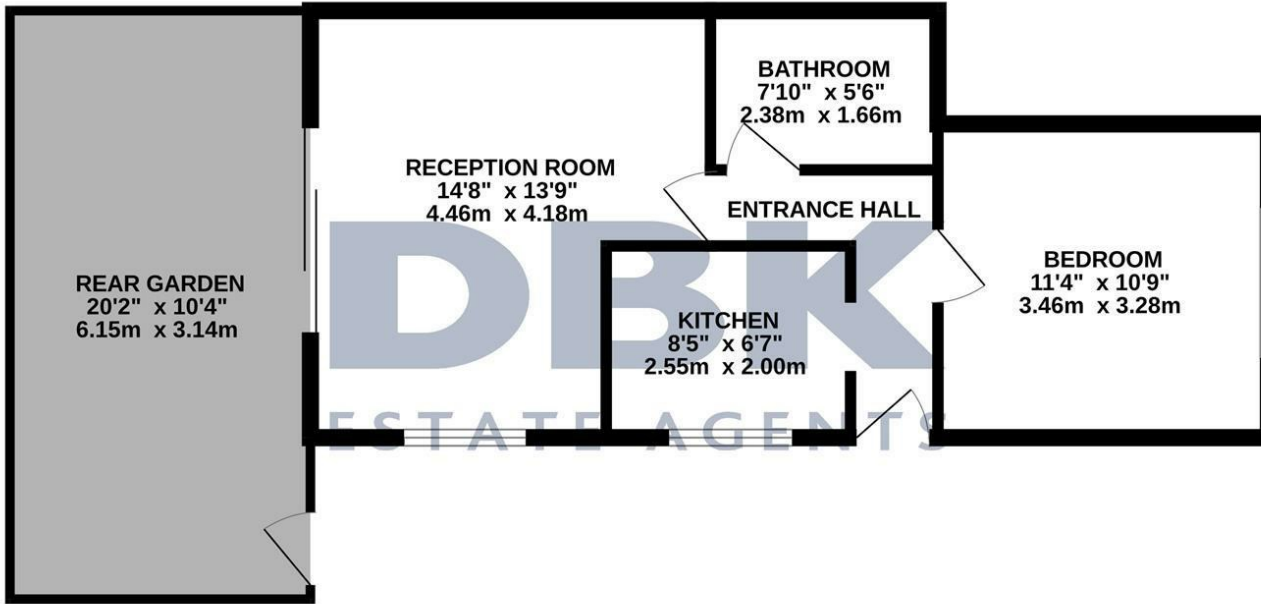 BATHROOM
7'10" x 5'6"
2.38m x 1.66m
RECEPTION ROOM
14'8" x 13'9"
4.46m x 4.18m
ENTRANCE HALL
REAR GARDEN
20'2" x 10'4"
6.15m x 3.14m
BEDROOM
11'4" x 10'9"
3.46m x 3.28m
KITCHEN
8'5" x 6'7"
2.55m x 2.00m
DBK
ESTATE AGENTS